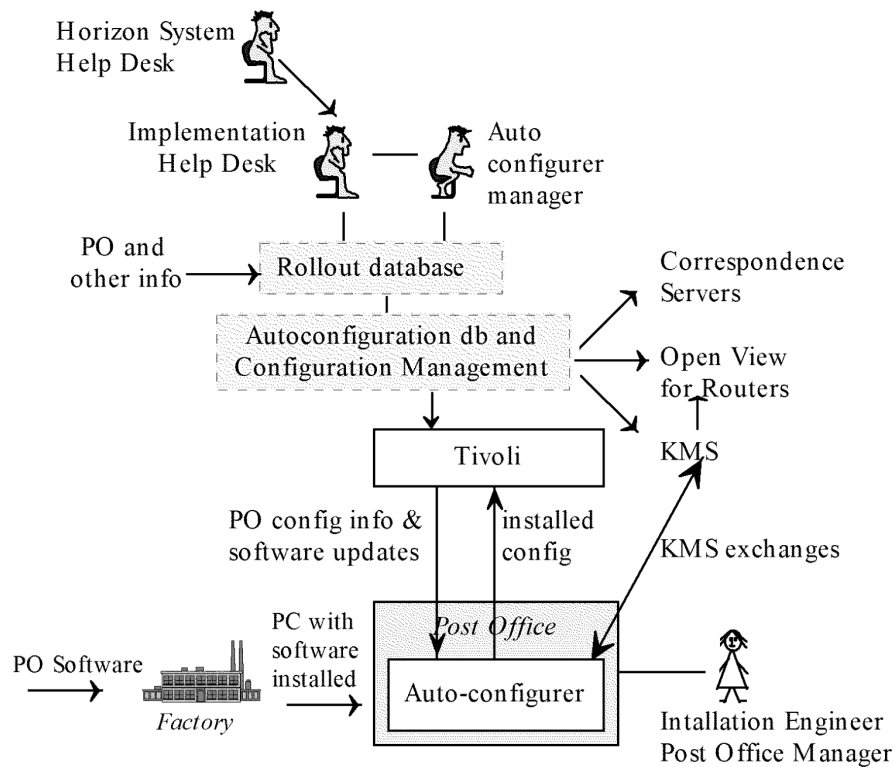 Horizon System
Help Desk
Implementation
Help Desk
Auto
configurer
manager
PO and
other info
Rollout database
Correspondence
Servers
Autoconfiguration db and
Configuration Management
Open View
for Routers
KMS
Tivoli
PO config info &
software updates
installed
config
KMS exchanges
Post Office
PC with
software
installed
PO Software
Factory
Auto-configurer
Intallation Engineer
Post Office Manager